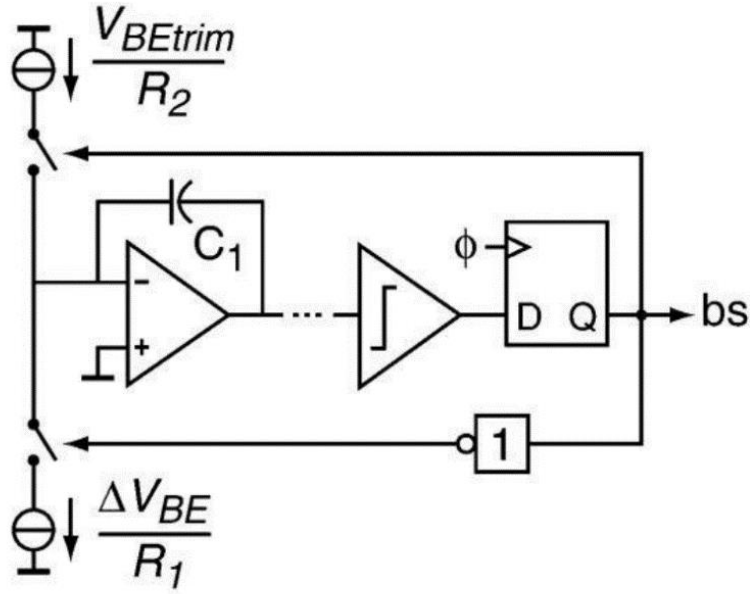 V_BEtrim
R_2
C_1
−
+
ϕ
D Q
bs
1
ΔV_BE
R_1